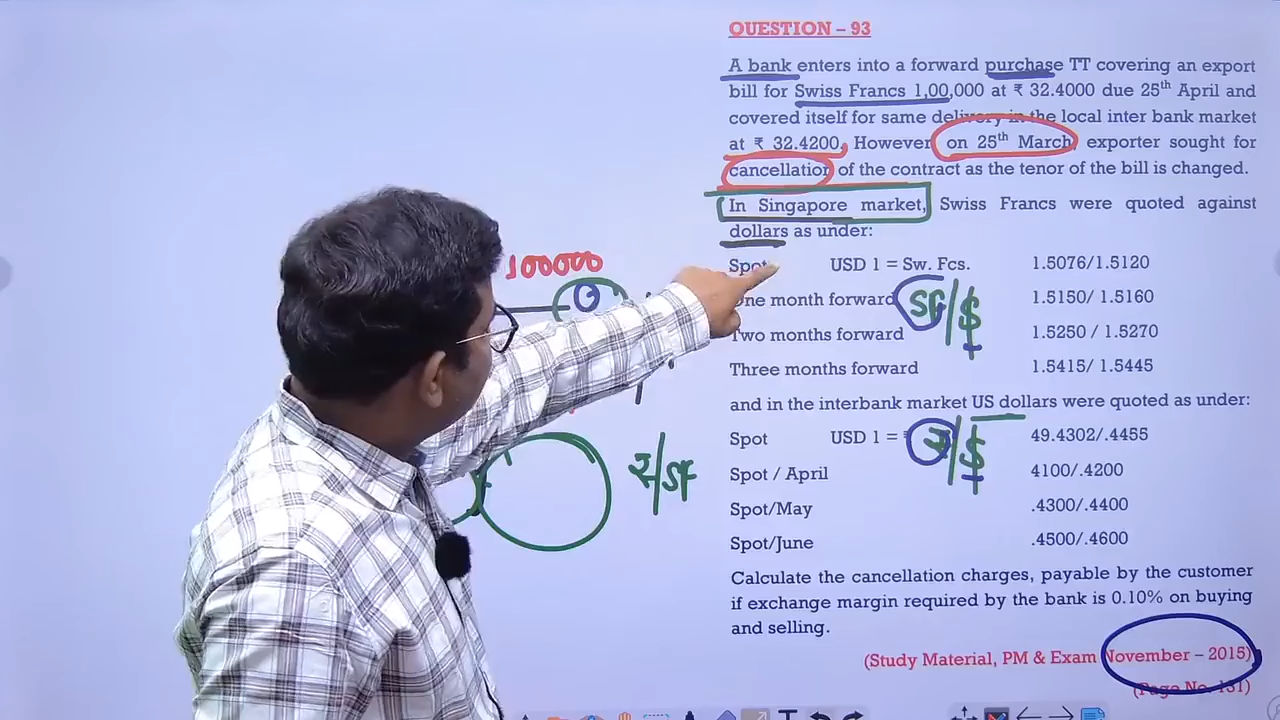 QUESTION – 93
A bank enters into a forward purchase TT covering an export
bill for Swiss Francs 1,00,000 at ₹ 32.4000 due 25th April and
covered itself for same delivery in the local inter bank market
at ₹ 32.4200. However on 25th March, exporter sought for
cancellation of the contract as the tenor of the bill is changed.
In Singapore market, Swiss Francs were quoted against
dollars as under:
Spot USD 1 = Sw. Fcs. 1.5076/1.5120
One month forward 1.5150/ 1.5160
Two months forward 1.5250 / 1.5270
Three months forward 1.5415/ 1.5445
SF/$
100000
and in the interbank market US dollars were quoted as under:
Spot USD 1 = 49.4302/.4455
₹/$
₹/SF
Spot / April .4100/.4200
Spot/May .4300/.4400
Spot/June .4500/.4600
Calculate the cancellation charges, payable by the customer
if exchange margin required by the bank is 0.10% on buying
and selling.
(Study Material, PM & Exam November – 2015)
(Page No. 151)